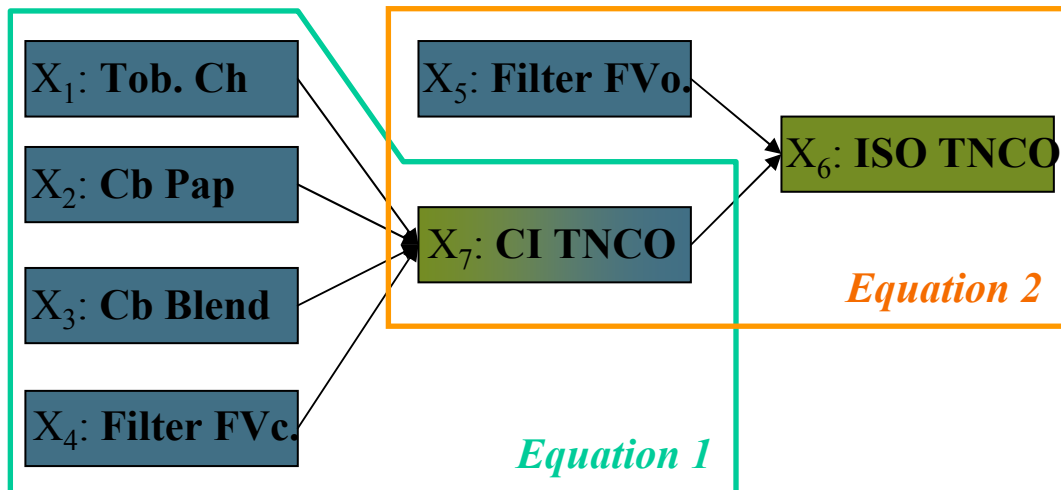 X₁: Tob. Ch
X₂: Cb Pap
X₃: Cb Blend
X₄: Filter FVc.
Equation 1
X₅: Filter FVo.
X₇: CI TNCO
X₆: ISO TNCO
Equation 2